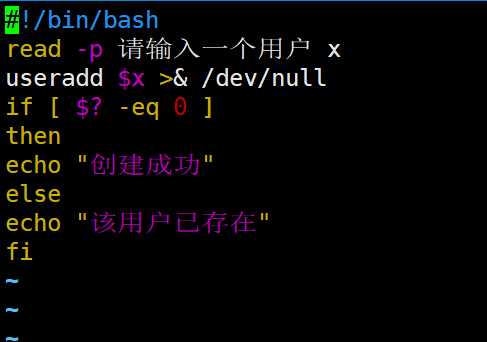 #!/bin/bash
read -p 请输入一个用户 x
useradd $x >& /dev/null
if [ $? -eq 0 ]
then
echo "创建成功"
else
echo "该用户已存在"
fi
~
~
~